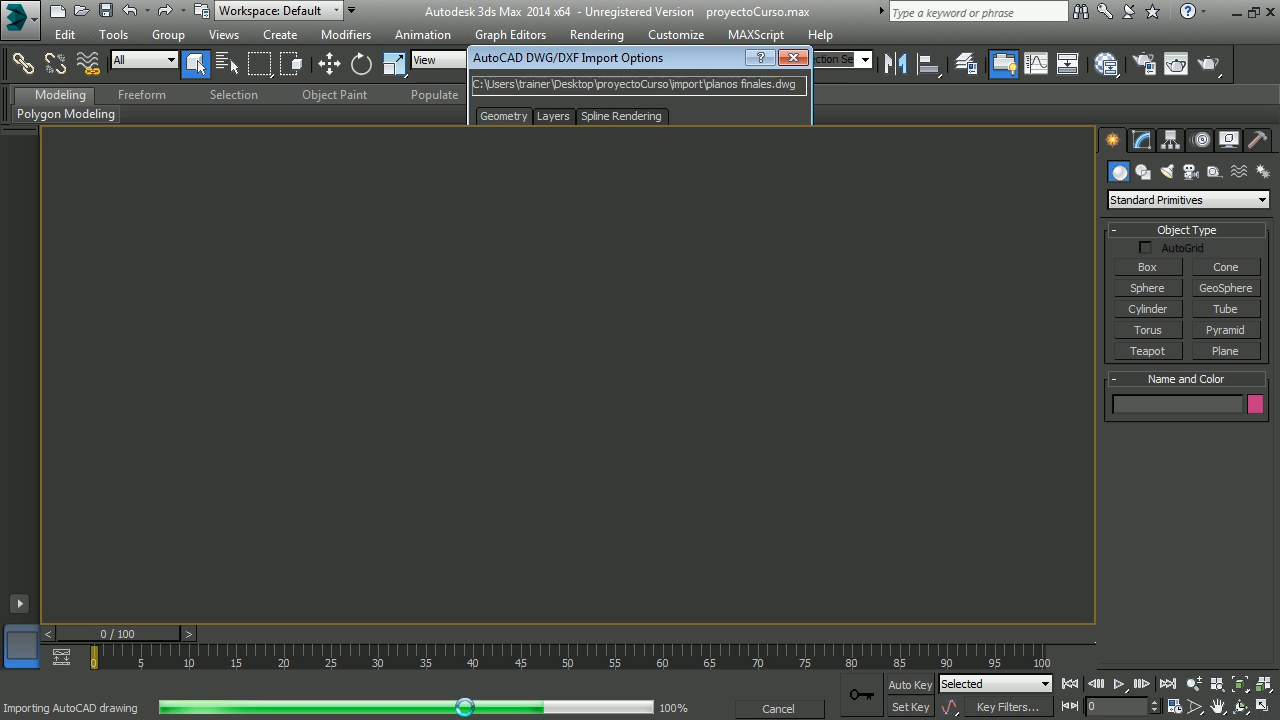 Workspace: Default
Autodesk 3ds Max 2014 x64 - Unregistered Version proyectoCurso.max
Type a keyword or phrase
Edit Tools Group Views Create Modifiers Animation Graph Editors Rendering Customize MAXScript Help
All
View
AutoCAD DWG/DXF Import Options
ction Se
C:\Users\trainer\Desktop\proyectoCurso\import\planos finales.dwg
Modeling Freeform Selection Object Paint Populate
Polygon Modeling
Geometry Layers Spline Rendering
Standard Primitives
- Object Type
AutoGrid
Box Cone
Sphere GeoSphere
Cylinder Tube
Torus Pyramid
Teapot Plane
- Name and Color
< 0 / 100 >
0 5 10 15 20 25 30 35 40 45 50 55 60 65 70 75 80 85 90 95 100
Auto Key Selected
Importing AutoCAD drawing 100% Cancel
Set Key Key Filters... 0